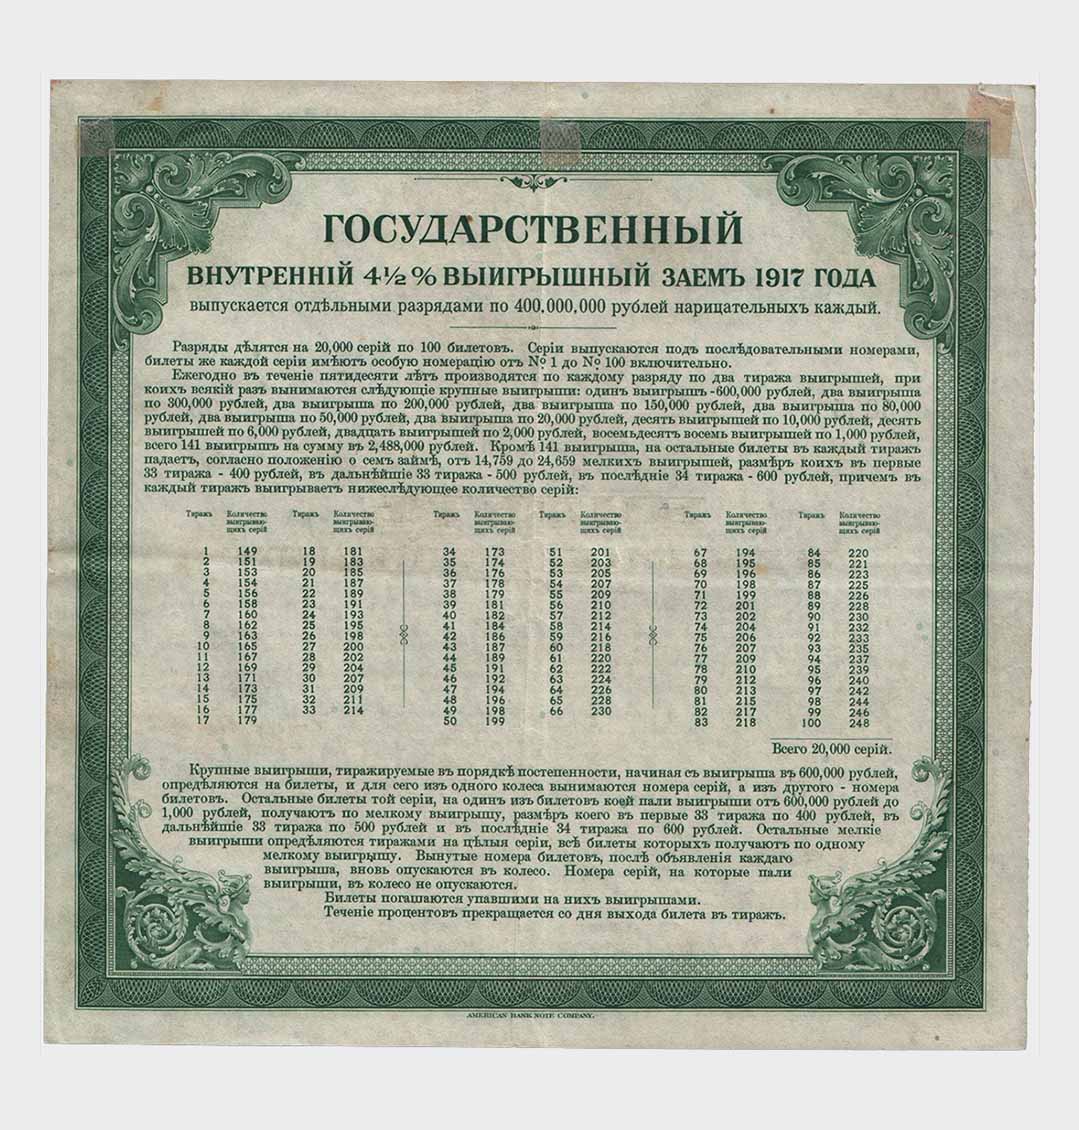 ГОСУДАРСТВЕННЫЙ
ВНУТРЕННІЙ 4½% ВЫИГРЫШНЫЙ ЗАЕМЪ 1917 ГОДА
выпускается отдѣльными разрядами по 400.000.000 рублей нарицательныхъ каждый.
Разряды дѣлятся на 20,000 серій по 100 билетовъ. Серіи выпускаются подъ послѣдовательными номерами,
билеты же каждой серіи имѣютъ особую номерацію отъ № 1 до № 100 включительно.
Ежегодно въ теченіе пятидесяти лѣтъ производятся по каждому разряду по два тиража выигрышей, при
коихъ всякій разъ вынимаются слѣдующіе крупные выигрыши: одинъ выигрышъ -600,000 рублей, два выигрыша
по 300,000 рублей, два выигрыша по 200,000 рублей, два выигрыша по 150,000 рублей, два выигрыша по 80,000
рублей, два выигрыша по 50,000 рублей, два выигрыша по 20,000 рублей, десять выигрышей по 10,000 рублей, десять
выигрышей по 6,000 рублей, двадцать выигрышей по 2,000 рублей, восемьдесятъ восемь выигрышей по 1,000 рублей,
всего 141 выигрышъ на сумму въ 2,488,000 рублей. Кромѣ 141 выигрыша, на остальные билеты въ каждый тиражъ
падаетъ, согласно положенію о семъ займѣ, отъ 14,759 до 24,659 мелкихъ выигрышей, размѣръ коихъ въ первые
33 тиража - 400 рублей, въ дальнѣйшіе 33 тиража - 500 рублей, въ послѣдніе 34 тиража - 600 рублей, причемъ въ
каждый тиражъ выигрываетъ нижеслѣдующее количество серій:
Тиражъ Количество выигрываю-щихъ серій Тиражъ Количество выигрываю-щихъ серій Тиражъ Количество выигрываю-щихъ серій Тиражъ Количество выигрываю-щихъ серій Тиражъ Количество выигрываю-щихъ серій Тиражъ Количество выигрываю-щихъ серій
1 149 18 181 34 173 51 201 67 194 84 220
2 151 19 183 35 174 52 203 68 195 85 221
3 153 20 185 36 176 53 205 69 196 86 223
4 154 21 187 37 178 54 207 70 198 87 225
5 156 22 189 38 179 55 209 71 199 88 226
6 158 23 191 39 181 56 210 72 201 89 228
7 160 24 193 40 182 57 212 73 202 90 230
8 162 25 195 41 184 58 214 74 204 91 232
9 163 26 198 42 186 59 216 75 206 92 233
10 165 27 200 43 187 60 218 76 207 93 235
11 167 28 202 44 189 61 220 77 209 94 237
12 169 29 204 45 191 62 222 78 210 95 239
13 171 30 207 46 192 63 224 79 212 96 240
14 173 31 209 47 194 64 226 80 213 97 242
15 175 32 211 48 196 65 228 81 215 98 244
16 177 33 214 49 198 66 230 82 217 99 246
17 179 50 199 83 218 100 248
Всего 20,000 серій.
Крупные выигрыши, тиражируемые въ порядкѣ постепенности, начиная съ выигрыша въ 600,000 рублей,
опредѣляются на билеты, и для сего изъ одного колеса вынимаются номера серій, а изъ другого - номера
билетовъ. Остальные билеты той серіи, на одинъ изъ билетовъ коей пали выигрыши отъ 600,000 рублей до
1,000 рублей, получаютъ по мелкому выигрышу, размѣръ коего въ первые 33 тиража по 400 рублей, въ
дальнѣйшіе 33 тиража по 500 рублей и въ послѣдніе 34 тиража по 600 рублей. Остальные мелкіе
выигрыши опредѣляются тиражами на цѣлыя серіи, всѣ билеты которыхъ получаютъ по одному
мелкому выигрышу. Вынутые номера билетовъ, послѣ объявленія каждаго
выигрыша, вновь опускаются въ колесо. Номера серій, на которые пали
выигрыши, въ колесо не опускаются.
Билеты погашаются упавшими на нихъ выигрышами.
Теченіе процентовъ прекращается со дня выхода билета въ тиражъ.
AMERICAN BANK NOTE COMPANY.